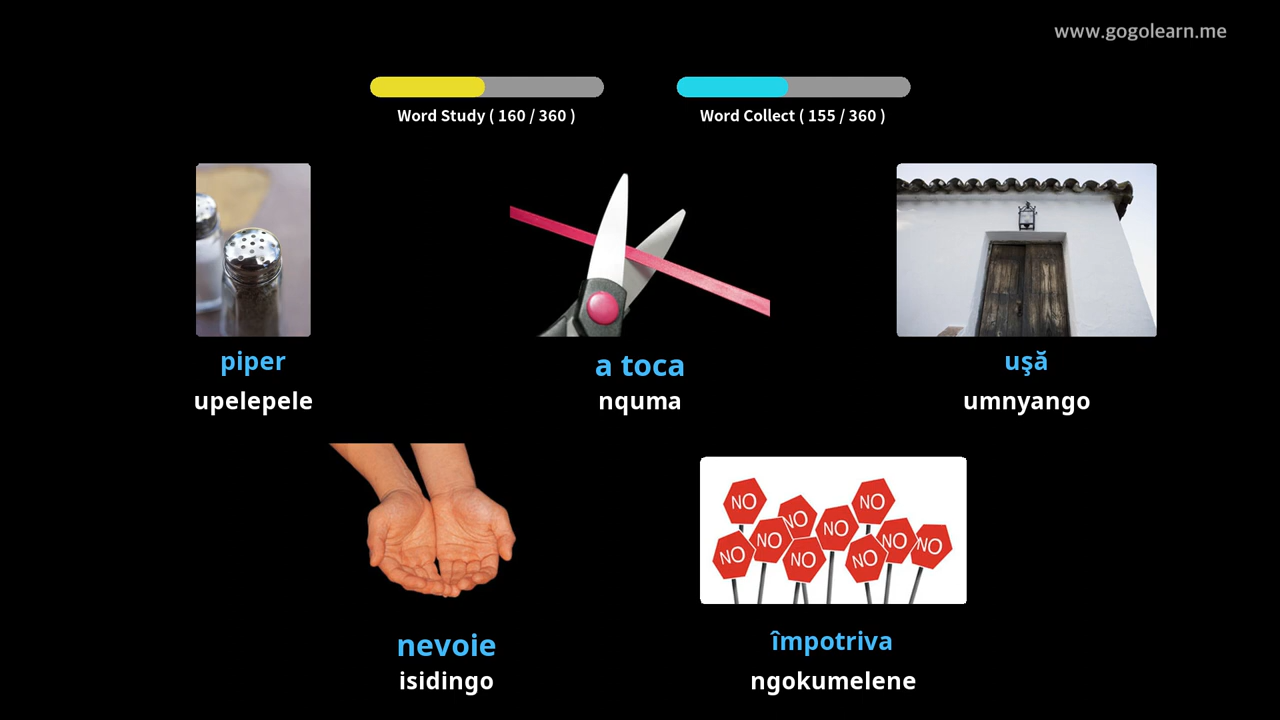 www.gogolearn.me
Word Study ( 160 / 360 )
Word Collect ( 155 / 360 )
piper
upelepele
a toca
nquma
uşă
umnyango
NO
NO
NO
NO
NO
NO
NO
NO
NO
NO
nevoie
isidingo
împotriva
ngokumelene